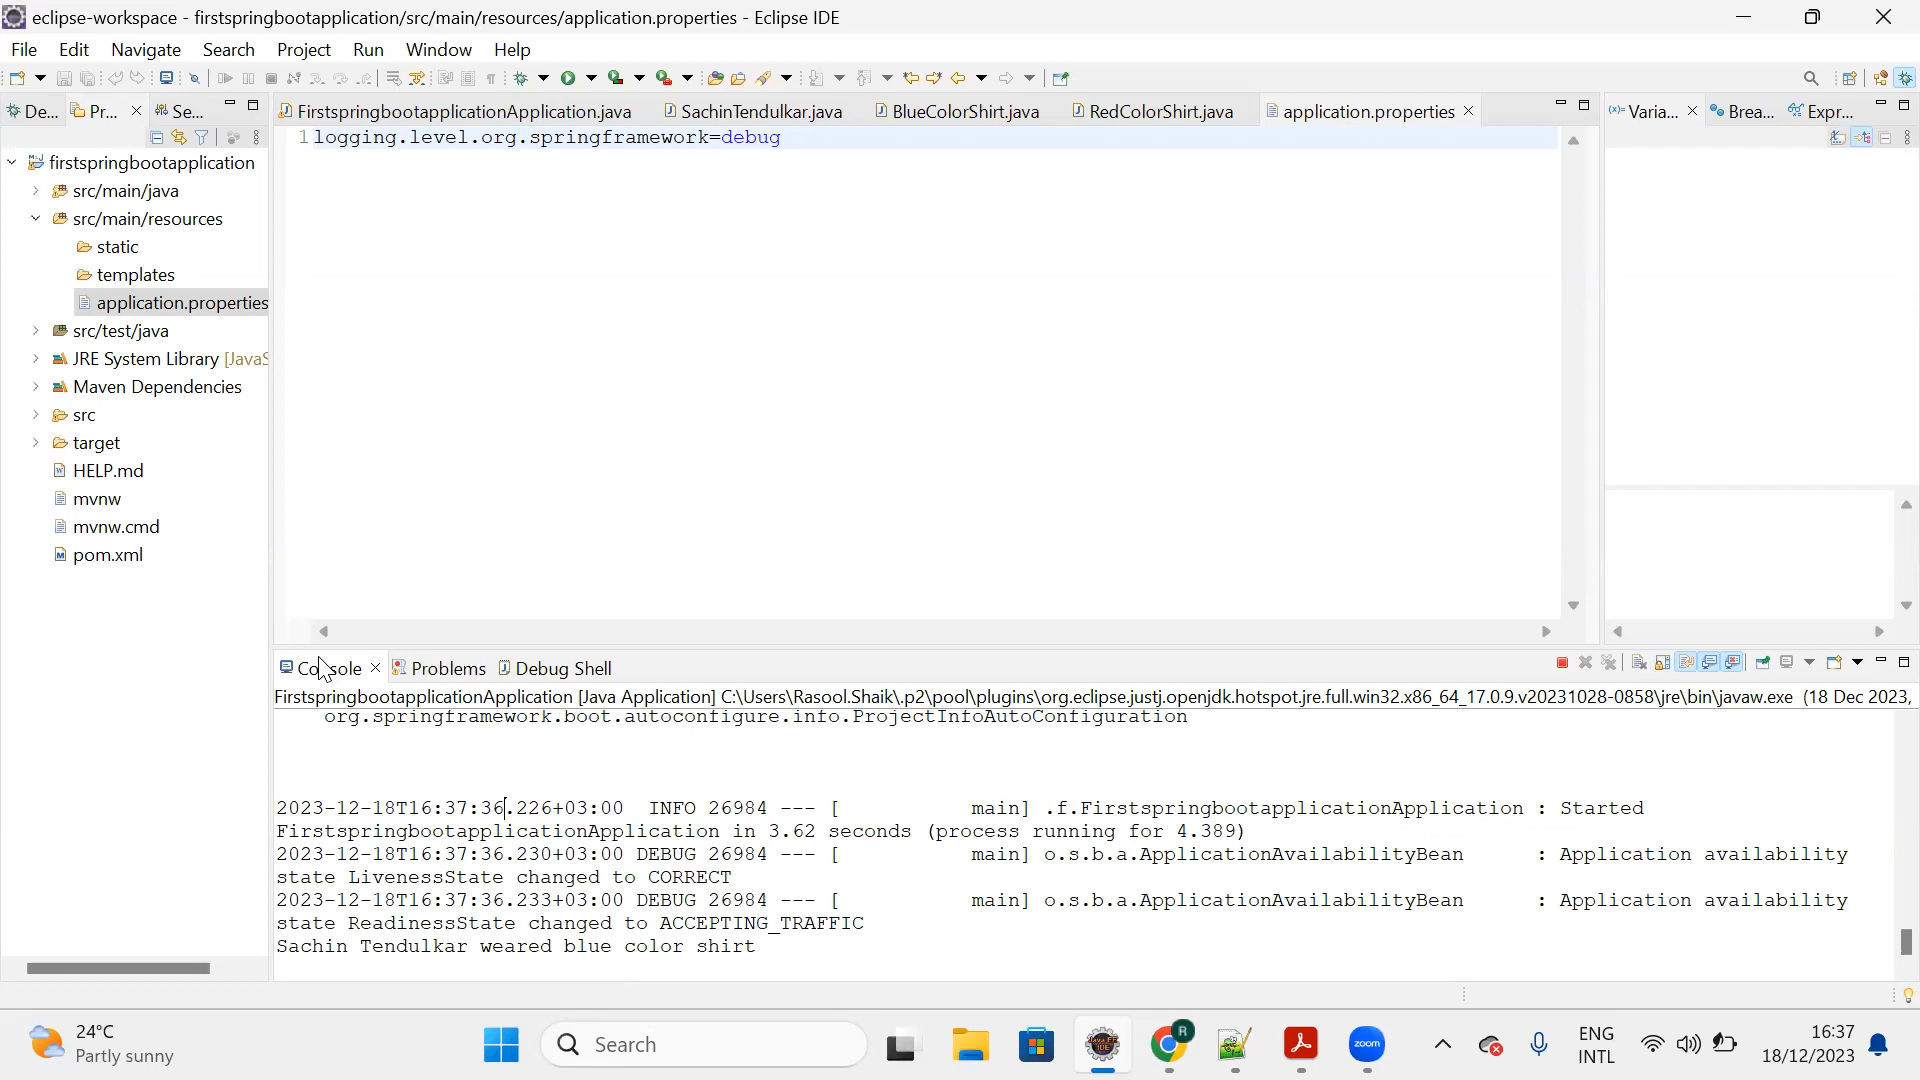 eclipse-workspace - firstspringbootapplication/src/main/resources/application.properties - Eclipse IDE
File Edit Navigate Search Project Run Window Help
De... Pr... Se...
FirstspringbootapplicationApplication.java SachinTendulkar.java BlueColorShirt.java RedColorShirt.java application.properties
Varia... Brea... Expr...
1 logging.level.org.springframework=debug
firstspringbootapplication
src/main/java
src/main/resources
static
templates
application.properties
src/test/java
JRE System Library [JavaS
Maven Dependencies
src
target
HELP.md
mvnw
mvnw.cmd
pom.xml
Console Problems Debug Shell
FirstspringbootapplicationApplication [Java Application] C:\Users\Rasool.Shaik\.p2\pool\plugins\org.eclipse.justj.openjdk.hotspot.jre.full.win32.x86_64_17.0.9.v20231028-0858\jre\bin\javaw.exe (18 Dec 2023,
org.springframework.boot.autoconfigure.info.ProjectInfoAutoConfiguration
2023-12-18T16:37:36.226+03:00 INFO 26984 --- [ main] .f.FirstspringbootapplicationApplication : Started
FirstspringbootapplicationApplication in 3.62 seconds (process running for 4.389)
2023-12-18T16:37:36.230+03:00 DEBUG 26984 --- [ main] o.s.b.a.ApplicationAvailabilityBean : Application availability
state LivenessState changed to CORRECT
2023-12-18T16:37:36.233+03:00 DEBUG 26984 --- [ main] o.s.b.a.ApplicationAvailabilityBean : Application availability
state ReadinessState changed to ACCEPTING_TRAFFIC
Sachin Tendulkar weared blue color shirt
24°C
Partly sunny
Search
Java EE
IDE
R
zoom
ENG
INTL
16:37
18/12/2023